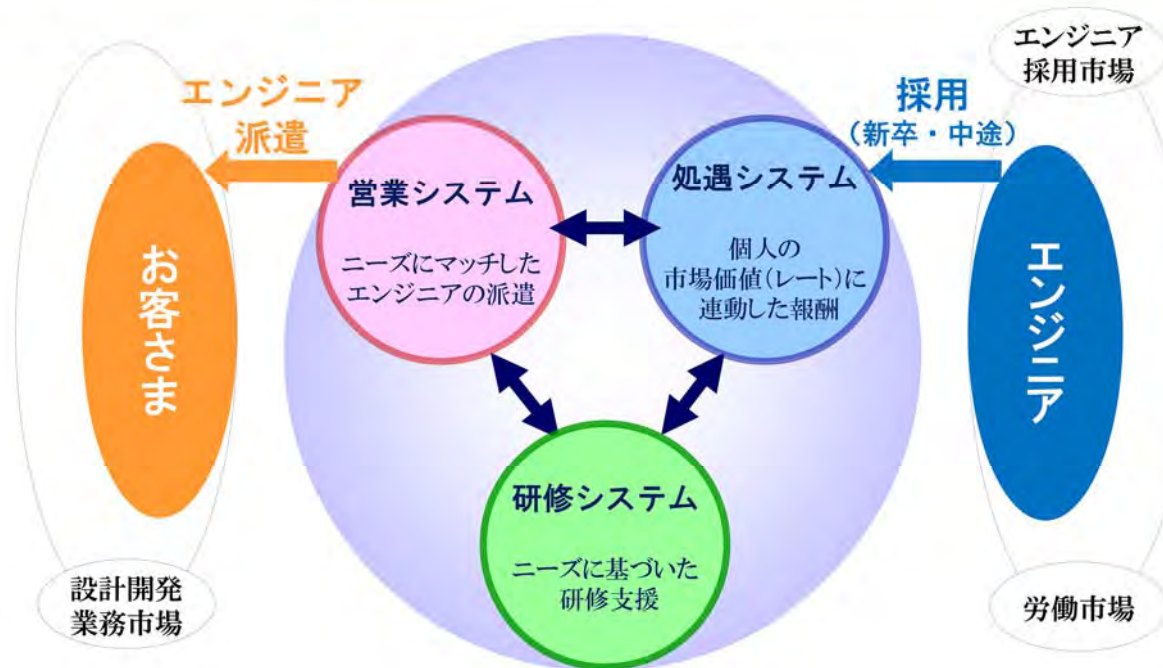 エンジニア
採用市場
エンジニア
派遣
採用
（新卒・中途）
営業システム
ニーズにマッチした
エンジニアの派遣
処遇システム
個人の
市場価値（レート）に
連動した報酬
お客さま
エンジニア
研修システム
ニーズに基づいた
研修支援
設計開発
業務市場
労働市場